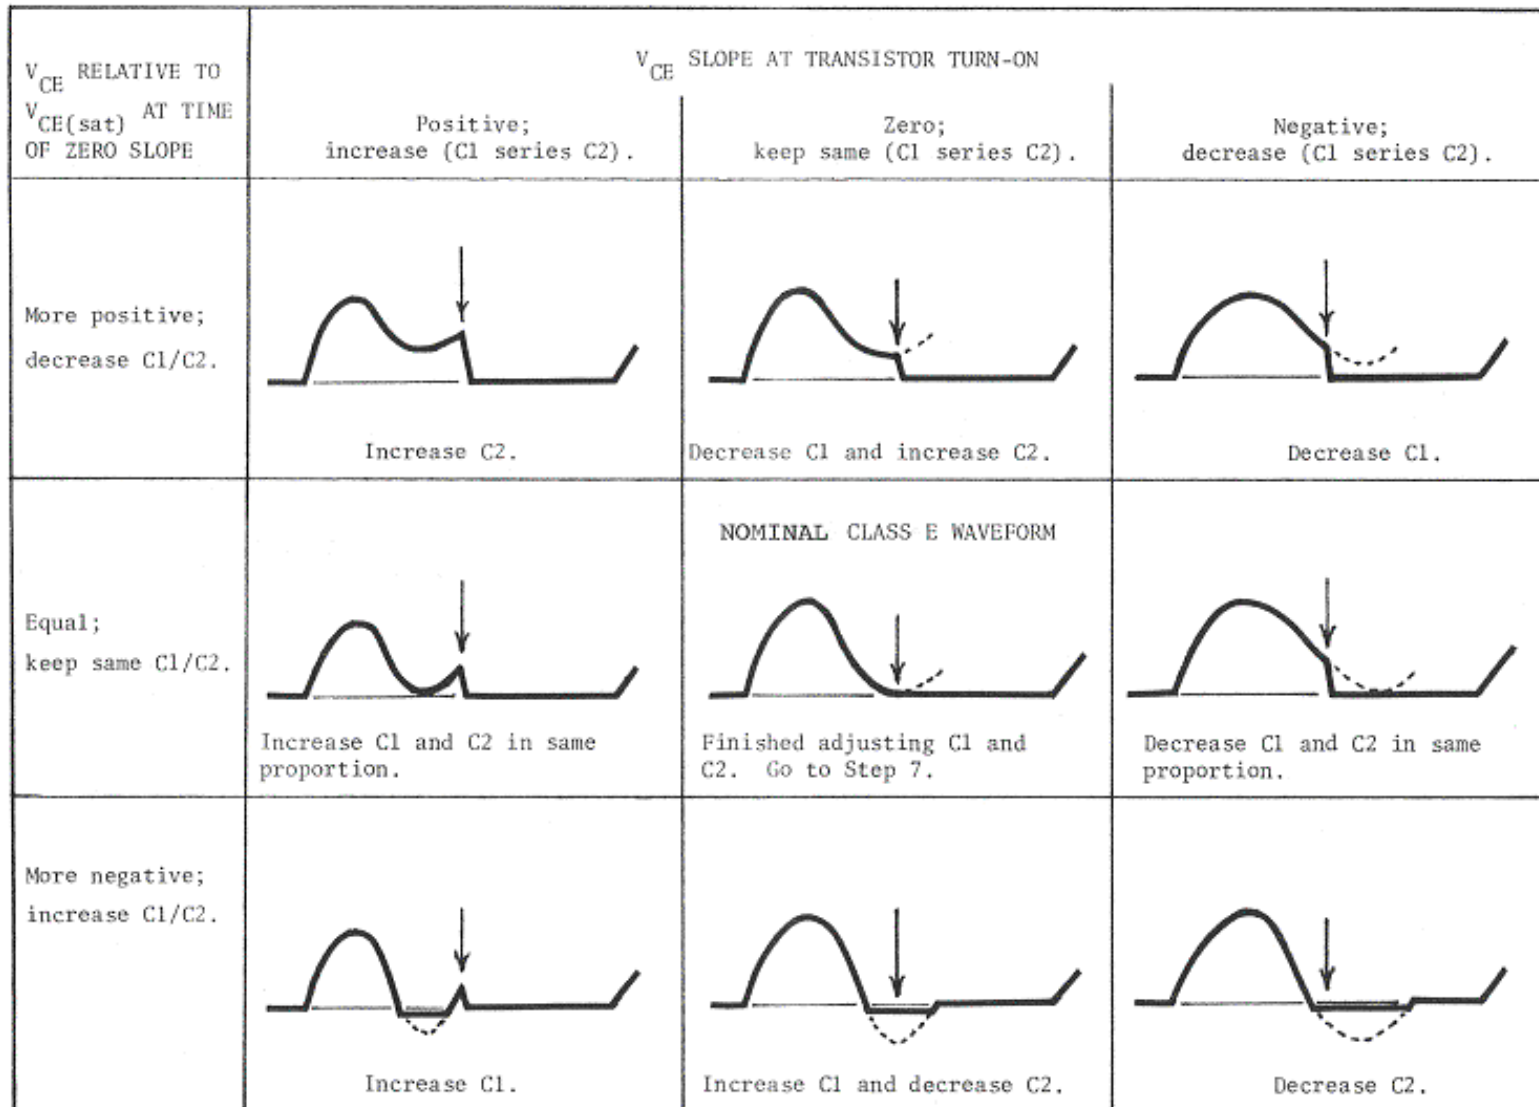 V_CE RELATIVE TO
V_CE(sat) AT TIME
OF ZERO SLOPE
V_CE SLOPE AT TRANSISTOR TURN-ON
Positive;
increase (C1 series C2).
Zero;
keep same (C1 series C2).
Negative;
decrease (C1 series C2).
More positive;
decrease C1/C2.
Increase C2.
Decrease C1 and increase C2.
Decrease C1.
Equal;
keep same C1/C2.
Increase C1 and C2 in same
proportion.
NOMINAL CLASS E WAVEFORM
Finished adjusting C1 and
C2. Go to Step 7.
Decrease C1 and C2 in same
proportion.
More negative;
increase C1/C2.
Increase C1.
Increase C1 and decrease C2.
Decrease C2.